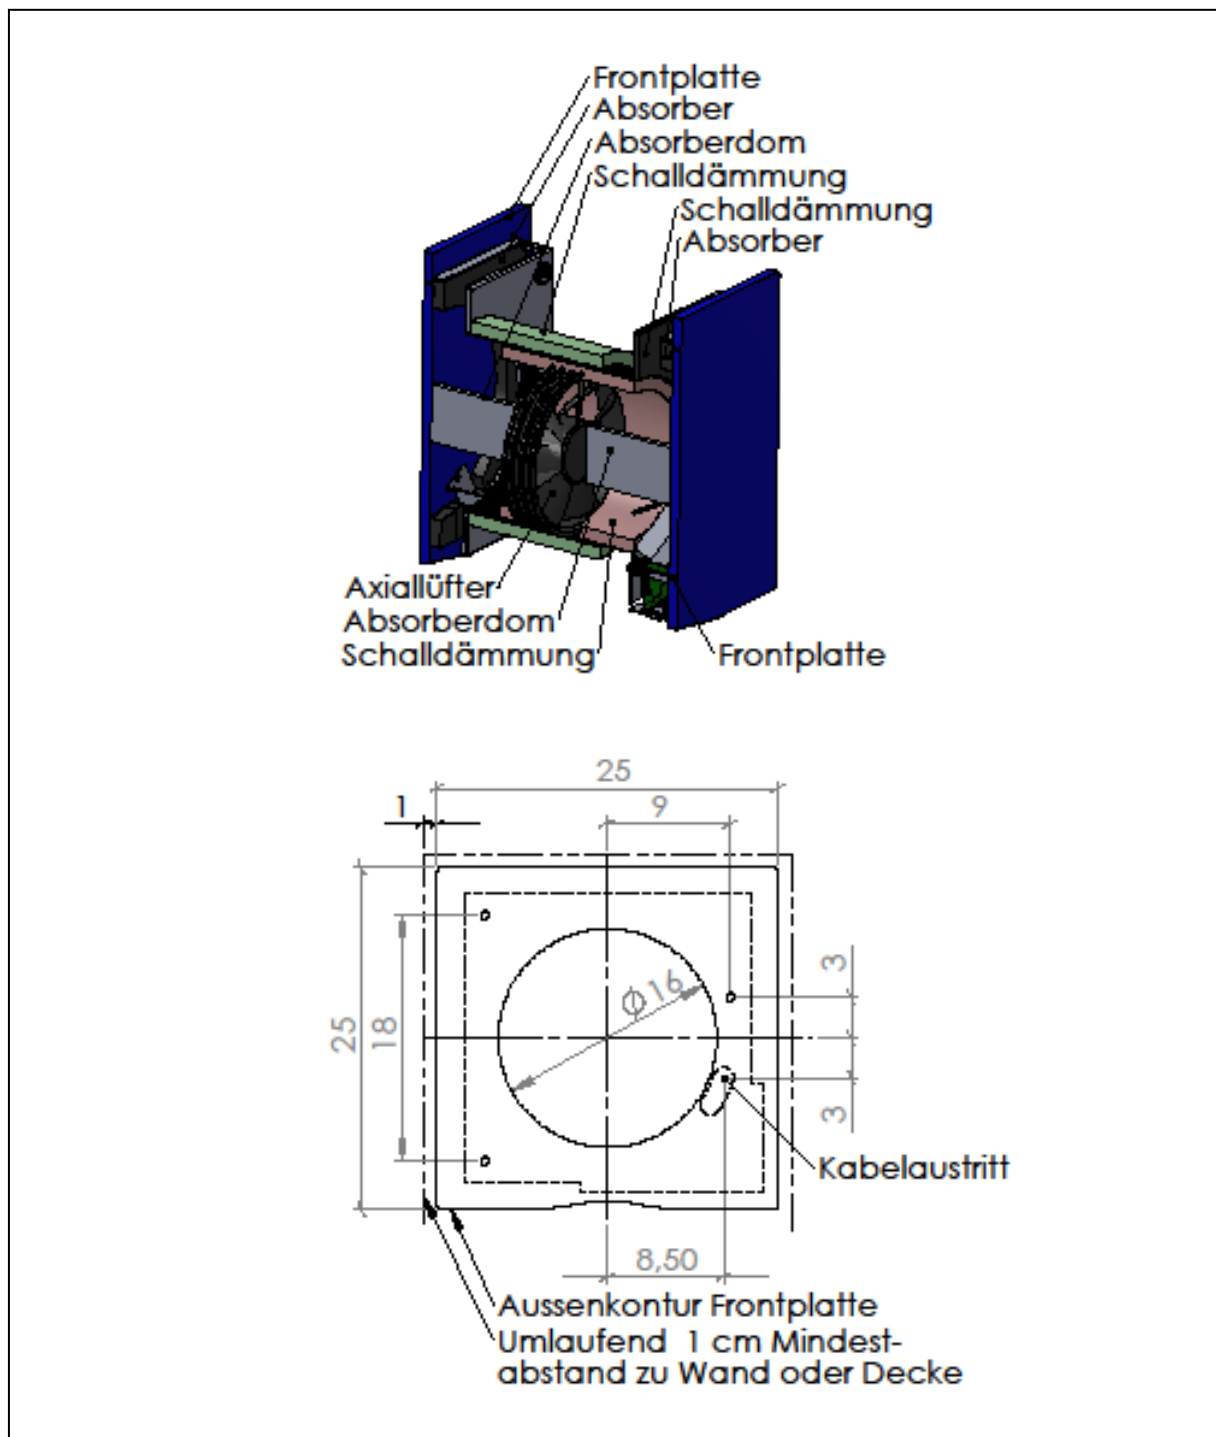 Frontplatte
Absorber
Absorberdom
Schalldämmung
Schalldämmung
Absorber
Axiallüfter
Absorberdom
Schalldämmung
Frontplatte
25
1
9
25
18
Ø16
3
3
Kabelaustritt
8,50
Aussenkontur Frontplatte
Umlaufend 1 cm Mindest-
abstand zu Wand oder Decke